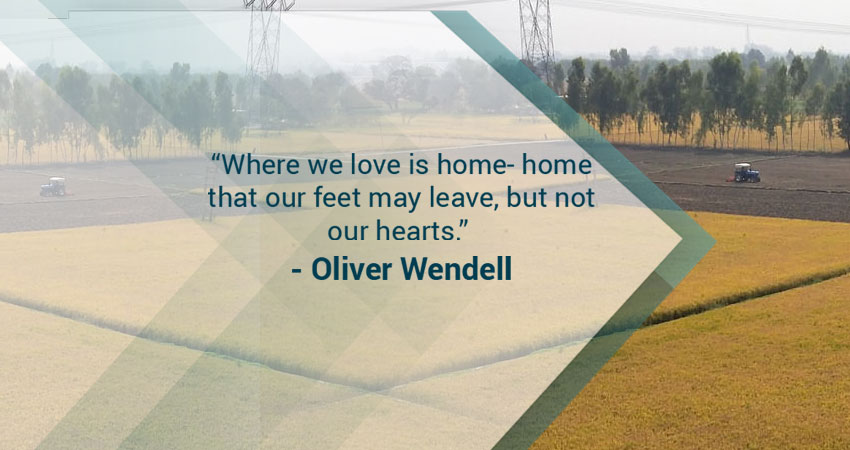 “Where we love is home- home
that our feet may leave, but not
our hearts.”
- Oliver Wendell